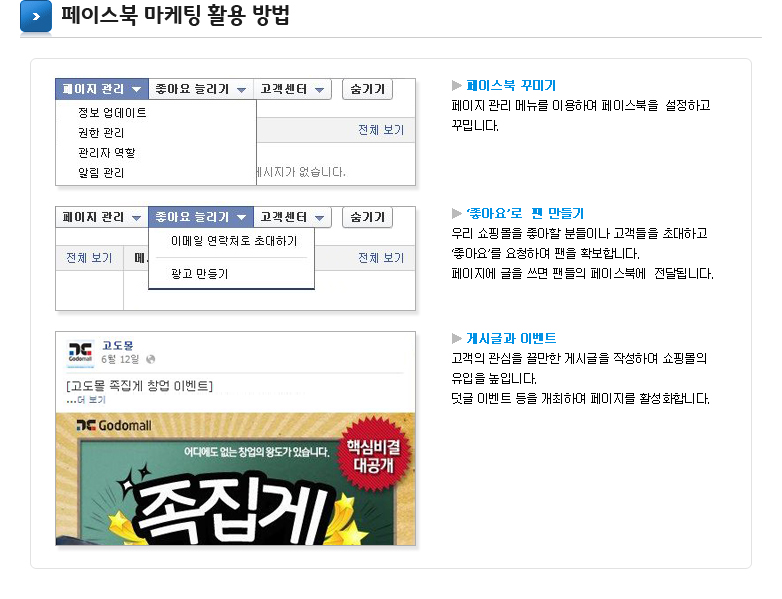 페이스북 마케팅 활용 방법
페이지 관리 좋아요 늘리기 고객센터 숨기기
정보 업데이트
권한 관리
관리자 역할
알림 관리
전체 보기
메시지가 없습니다.
▶ 페이스북 꾸미기
페이지 관리 메뉴를 이용하여 페이스북을 설정하고
꾸밉니다.
페이지 관리 좋아요 늘리기 고객센터 숨기기
이메일 연락처로 초대하기
광고 만들기
전체 보기 메 전체 보기
▶ ‘좋아요’로 팬 만들기
우리 쇼핑몰을 좋아할 분들이나 고객들을 초대하고
‘좋아요’를 요청하여 팬을 확보합니다.
페이지에 글을 쓰면 팬들의 페이스북에 전달됩니다.
Godomall
고도몰
6월 12일
[고도몰 족집게 창업 이벤트]
...더 보기
Godomall
어디에도 없는 창업의 왕도가 있습니다.
핵심비결
대공개
족집게
▶ 게시글과 이벤트
고객의 관심을 끌만한 게시글을 작성하여 쇼핑몰의
유입을 높입니다.
덧글 이벤트 등을 개최하여 페이지를 활성화합니다.